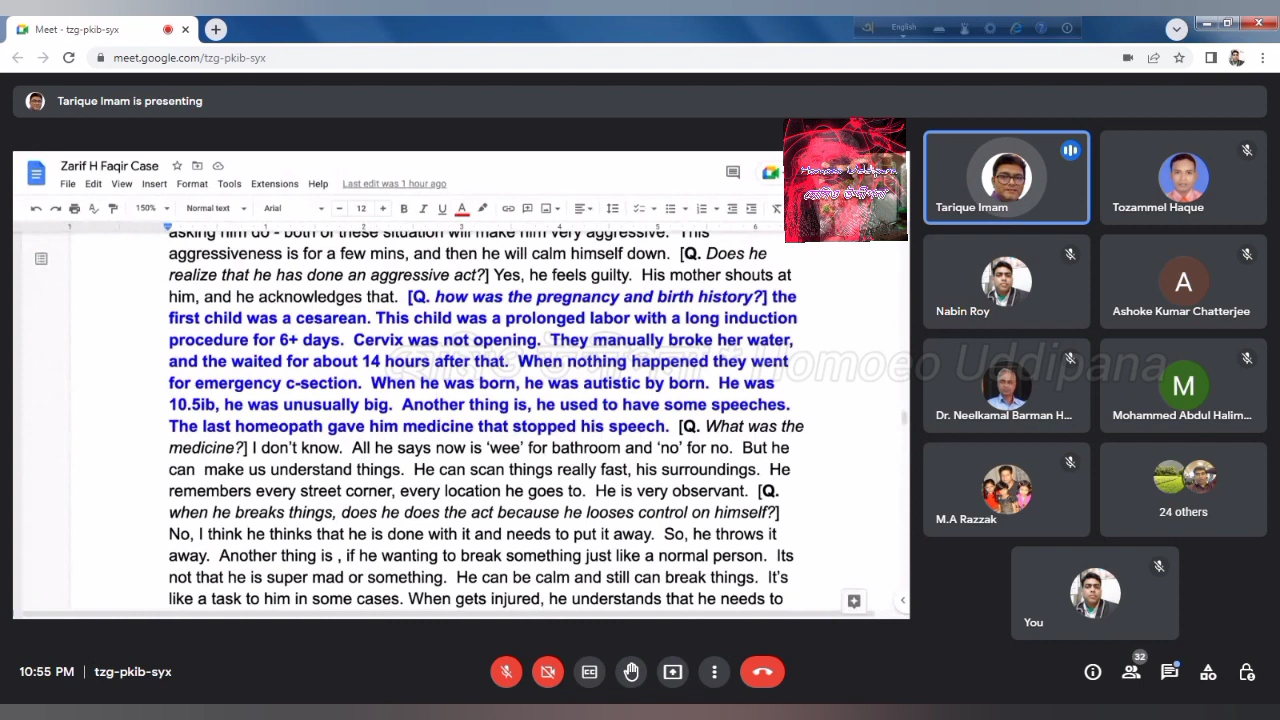 Meet - tzg-pkib-syx
English
meet.google.com/tzg-pkib-syx
Tarique Imam is presenting
Zarif H Faqir Case
File Edit View Insert Format Tools Extensions Help Last edit was 1 hour ago
150% Normal text Arial 12
asking him do - both of these situation will make him very aggressive. This
aggressiveness is for a few mins, and then he will calm himself down. [Q. Does he
realize that he has done an aggressive act?] Yes, he feels guilty. His mother shouts at
him, and he acknowledges that. [Q. how was the pregnancy and birth history?] the
first child was a cesarean. This child was a prolonged labor with a long induction
procedure for 6+ days. Cervix was not opening. They manually broke her water,
and the waited for about 14 hours after that. When nothing happened they went
for emergency c-section. When he was born, he was autistic by born. He was
10.5ib, he was unusually big. Another thing is, he used to have some speeches.
The last homeopath gave him medicine that stopped his speech. [Q. What was the
medicine?] I don't know. All he says now is 'wee' for bathroom and 'no' for no. But he
can make us understand things. He can scan things really fast, his surroundings. He
remembers every street corner, every location he goes to. He is very observant. [Q.
when he breaks things, does he does the act because he looses control on himself?]
No, I think he thinks that he is done with it and needs to put it away. So, he throws it
away. Another thing is , if he wanting to break something just like a normal person. Its
not that he is super mad or something. He can be calm and still can break things. It's
like a task to him in some cases. When gets injured, he understands that he needs to
Homoeo Uddipana
হোমিও উদ্দীপনা
হোমিও উদ্দীপনা * Homoeo Uddipana
Tarique Imam
Tozammel Haque
Nabin Roy
A
Ashoke Kumar Chatterjee
Dr. Neelkamal Barman H...
M
Mohammed Abdul Halim...
M.A Razzak
24 others
You
10:55 PM | tzg-pkib-syx
32